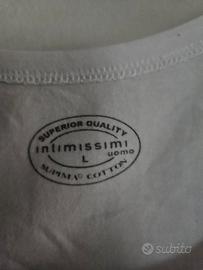 SUPERIOR QUALITY
intimissimi
uomo
L
SUPIMA® COTTON
subito